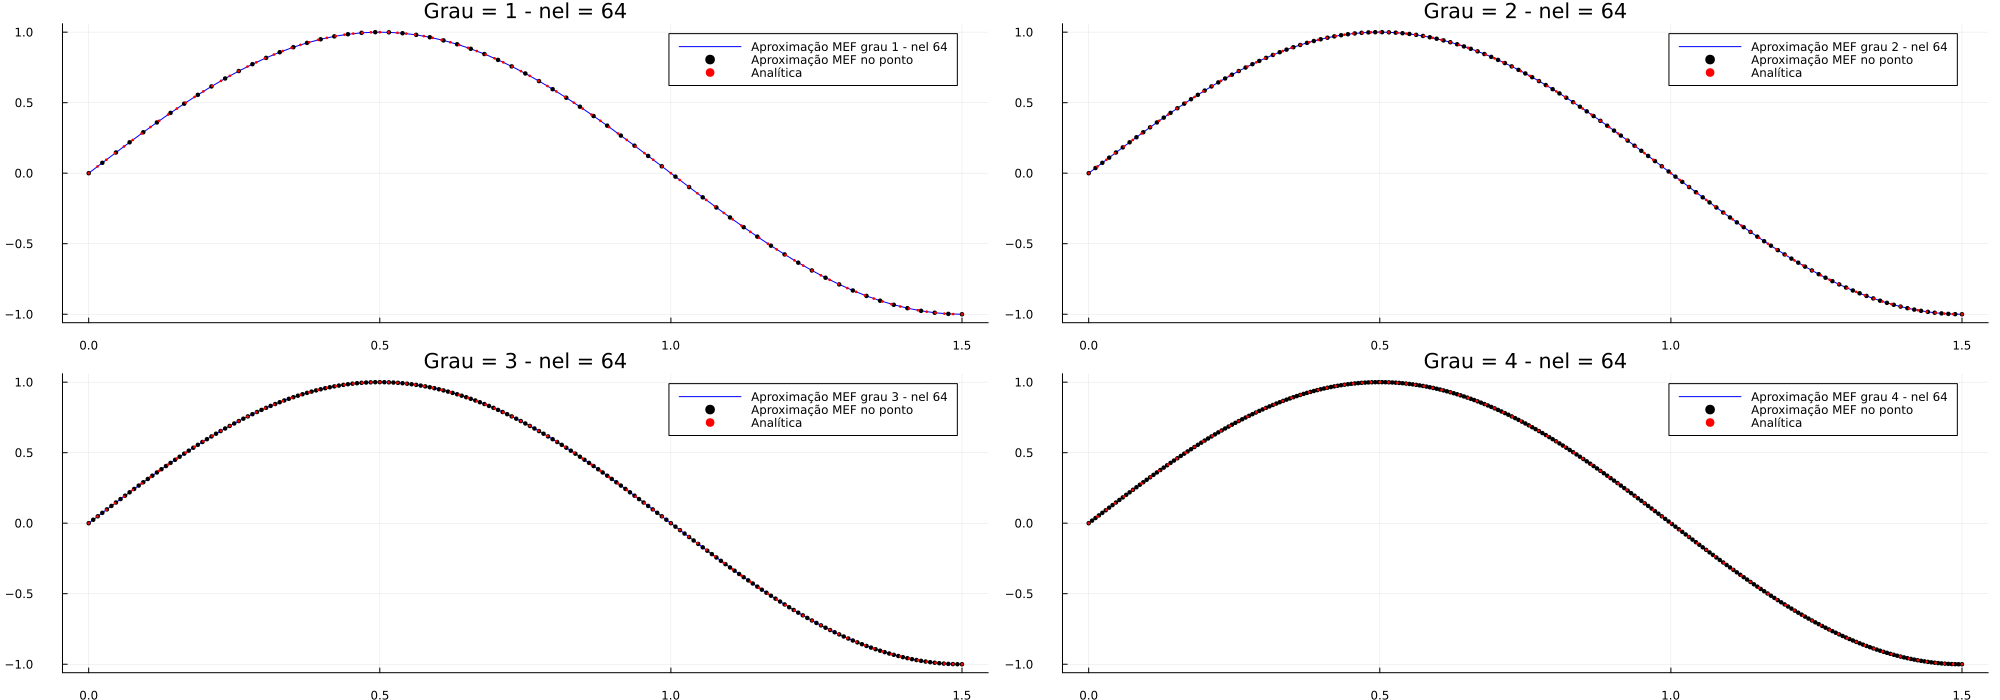 Grau = 1 - nel = 64
1.0
0.5
0.0
−0.5
−1.0
0.0 0.5 1.0 1.5
Aproximação MEF grau 1 - nel 64
Aproximação MEF no ponto
Analítica
Grau = 2 - nel = 64
1.0
0.5
0.0
−0.5
−1.0
0.0 0.5 1.0 1.5
Aproximação MEF grau 2 - nel 64
Aproximação MEF no ponto
Analítica
Grau = 3 - nel = 64
1.0
0.5
0.0
−0.5
−1.0
0.0 0.5 1.0 1.5
Aproximação MEF grau 3 - nel 64
Aproximação MEF no ponto
Analítica
Grau = 4 - nel = 64
1.0
0.5
0.0
−0.5
−1.0
0.0 0.5 1.0 1.5
Aproximação MEF grau 4 - nel 64
Aproximação MEF no ponto
Analítica